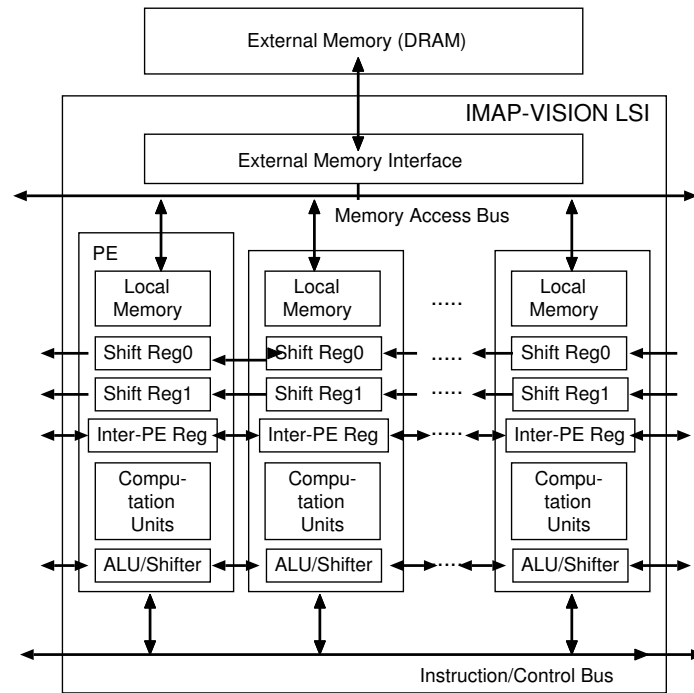 External Memory (DRAM)
IMAP-VISION LSI
External Memory Interface
Memory Access Bus
PE
Local
Memory
Shift Reg0
Shift Reg1
Inter-PE Reg
Compu-
tation
Units
ALU/Shifter
Local
Memory
Shift Reg0
Shift Reg1
Inter-PE Reg
Compu-
tation
Units
ALU/Shifter
.....
.....
.....
.....
.....
Local
Memory
Shift Reg0
Shift Reg1
Inter-PE Reg
Compu-
tation
Units
ALU/Shifter
Instruction/Control Bus